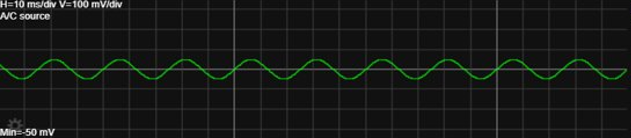 H=10 ms/div V=100 mV/div
A/C source
Min=-50 mV